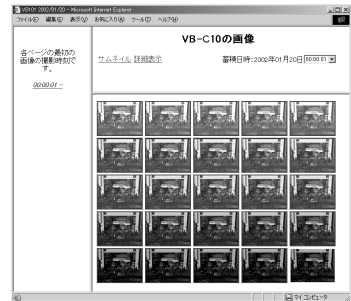 VB101 2002/01/20 - Microsoft Internet Explorer
ファイル(F) 編集(E) 表示(V) お気に入り(A) ツール(T) ヘルプ(H)
各ページの最初の
画像の撮影時刻で
す。
00:00:01 -
VB-C10の画像
サムネイル 詳細表示
蓄積日時:2002年01月20日 00:00:01
マイ コンピュータ